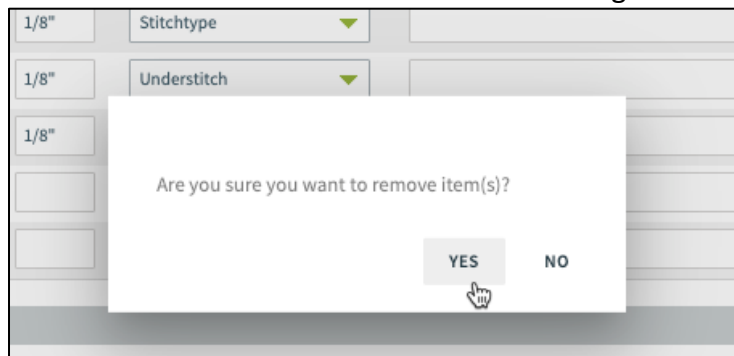 1/8" Stitchtype
1/8" Understitch
1/8"
Are you sure you want to remove item(s)?
YES NO